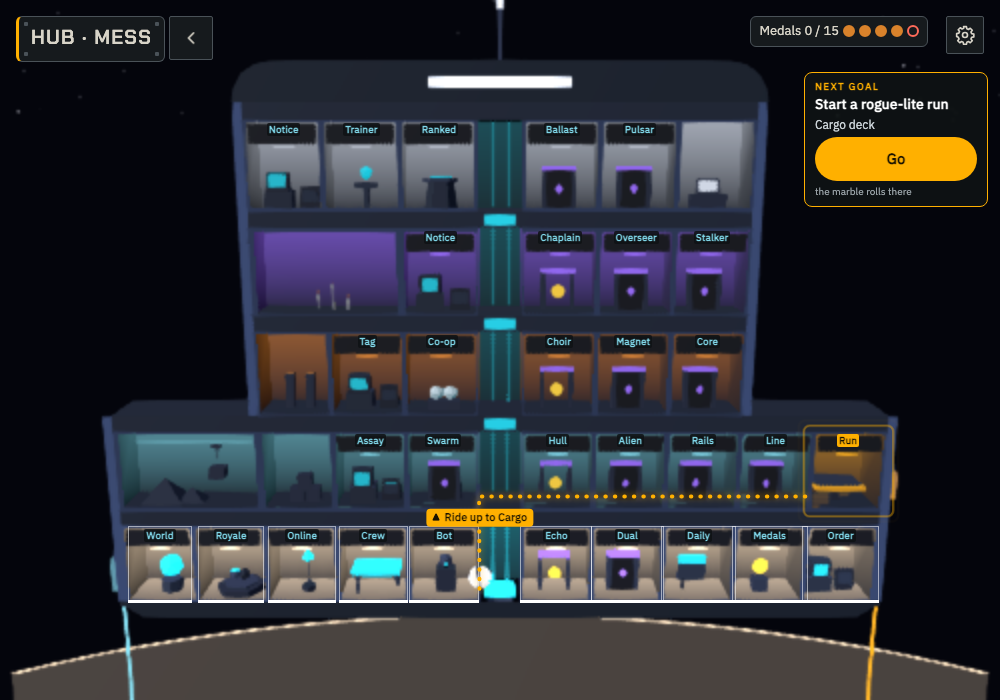 HUB · MESS
Medals 0 / 15
NEXT GOAL
Start a rogue-lite run
Cargo deck
Go
the marble rolls there
Notice
Trainer
Ranked
Ballast
Pulsar
Notice
Chaplain
Overseer
Stalker
Tag
Co-op
Choir
Magnet
Core
Assay
Swarm
Hull
Alien
Rails
Line
Run
▲ Ride up to Cargo
World
Royale
Online
Crew
Bot
Echo
Dual
Daily
Medals
Order